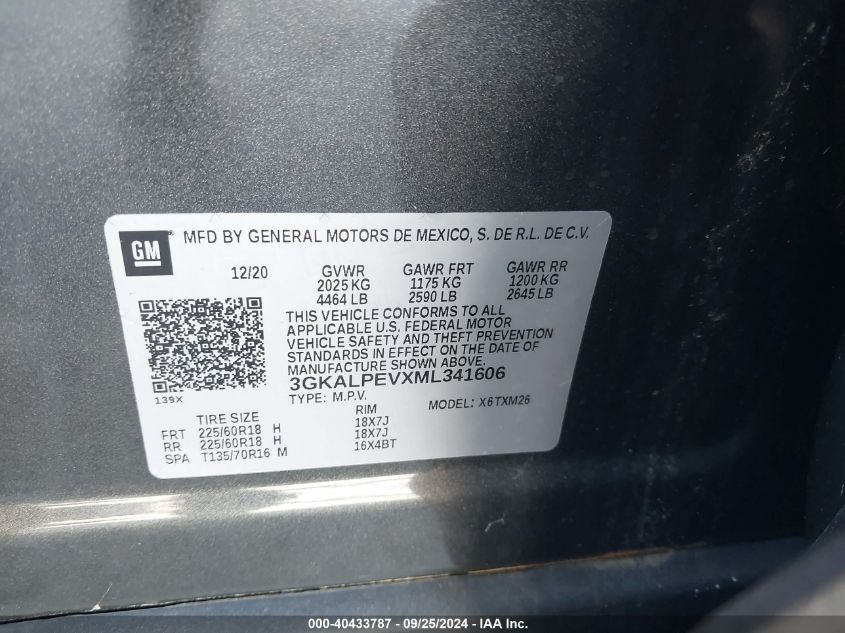 GM ® MFD BY GENERAL MOTORS DE MEXICO, S. DE R.L. DE C.V.
12/20 GVWR GAWR FRT GAWR RR
2025 KG 1175 KG 1200 KG
4464 LB 2590 LB 2645 LB
THIS VEHICLE CONFORMS TO ALL
APPLICABLE U.S. FEDERAL MOTOR
VEHICLE SAFETY AND THEFT PREVENTION
STANDARDS IN EFFECT ON THE DATE OF
MANUFACTURE SHOWN ABOVE.
3GKALPEVXML341606
139X TYPE: M.P.V. MODEL: X6TXM26
TIRE SIZE RIM
FRT 225/60R18 H 18X7J
RR 225/60R18 H 18X7J
SPA T135/70R16 M 16X4BT
000-40433787 - 09/25/2024 - IAAI Inc.